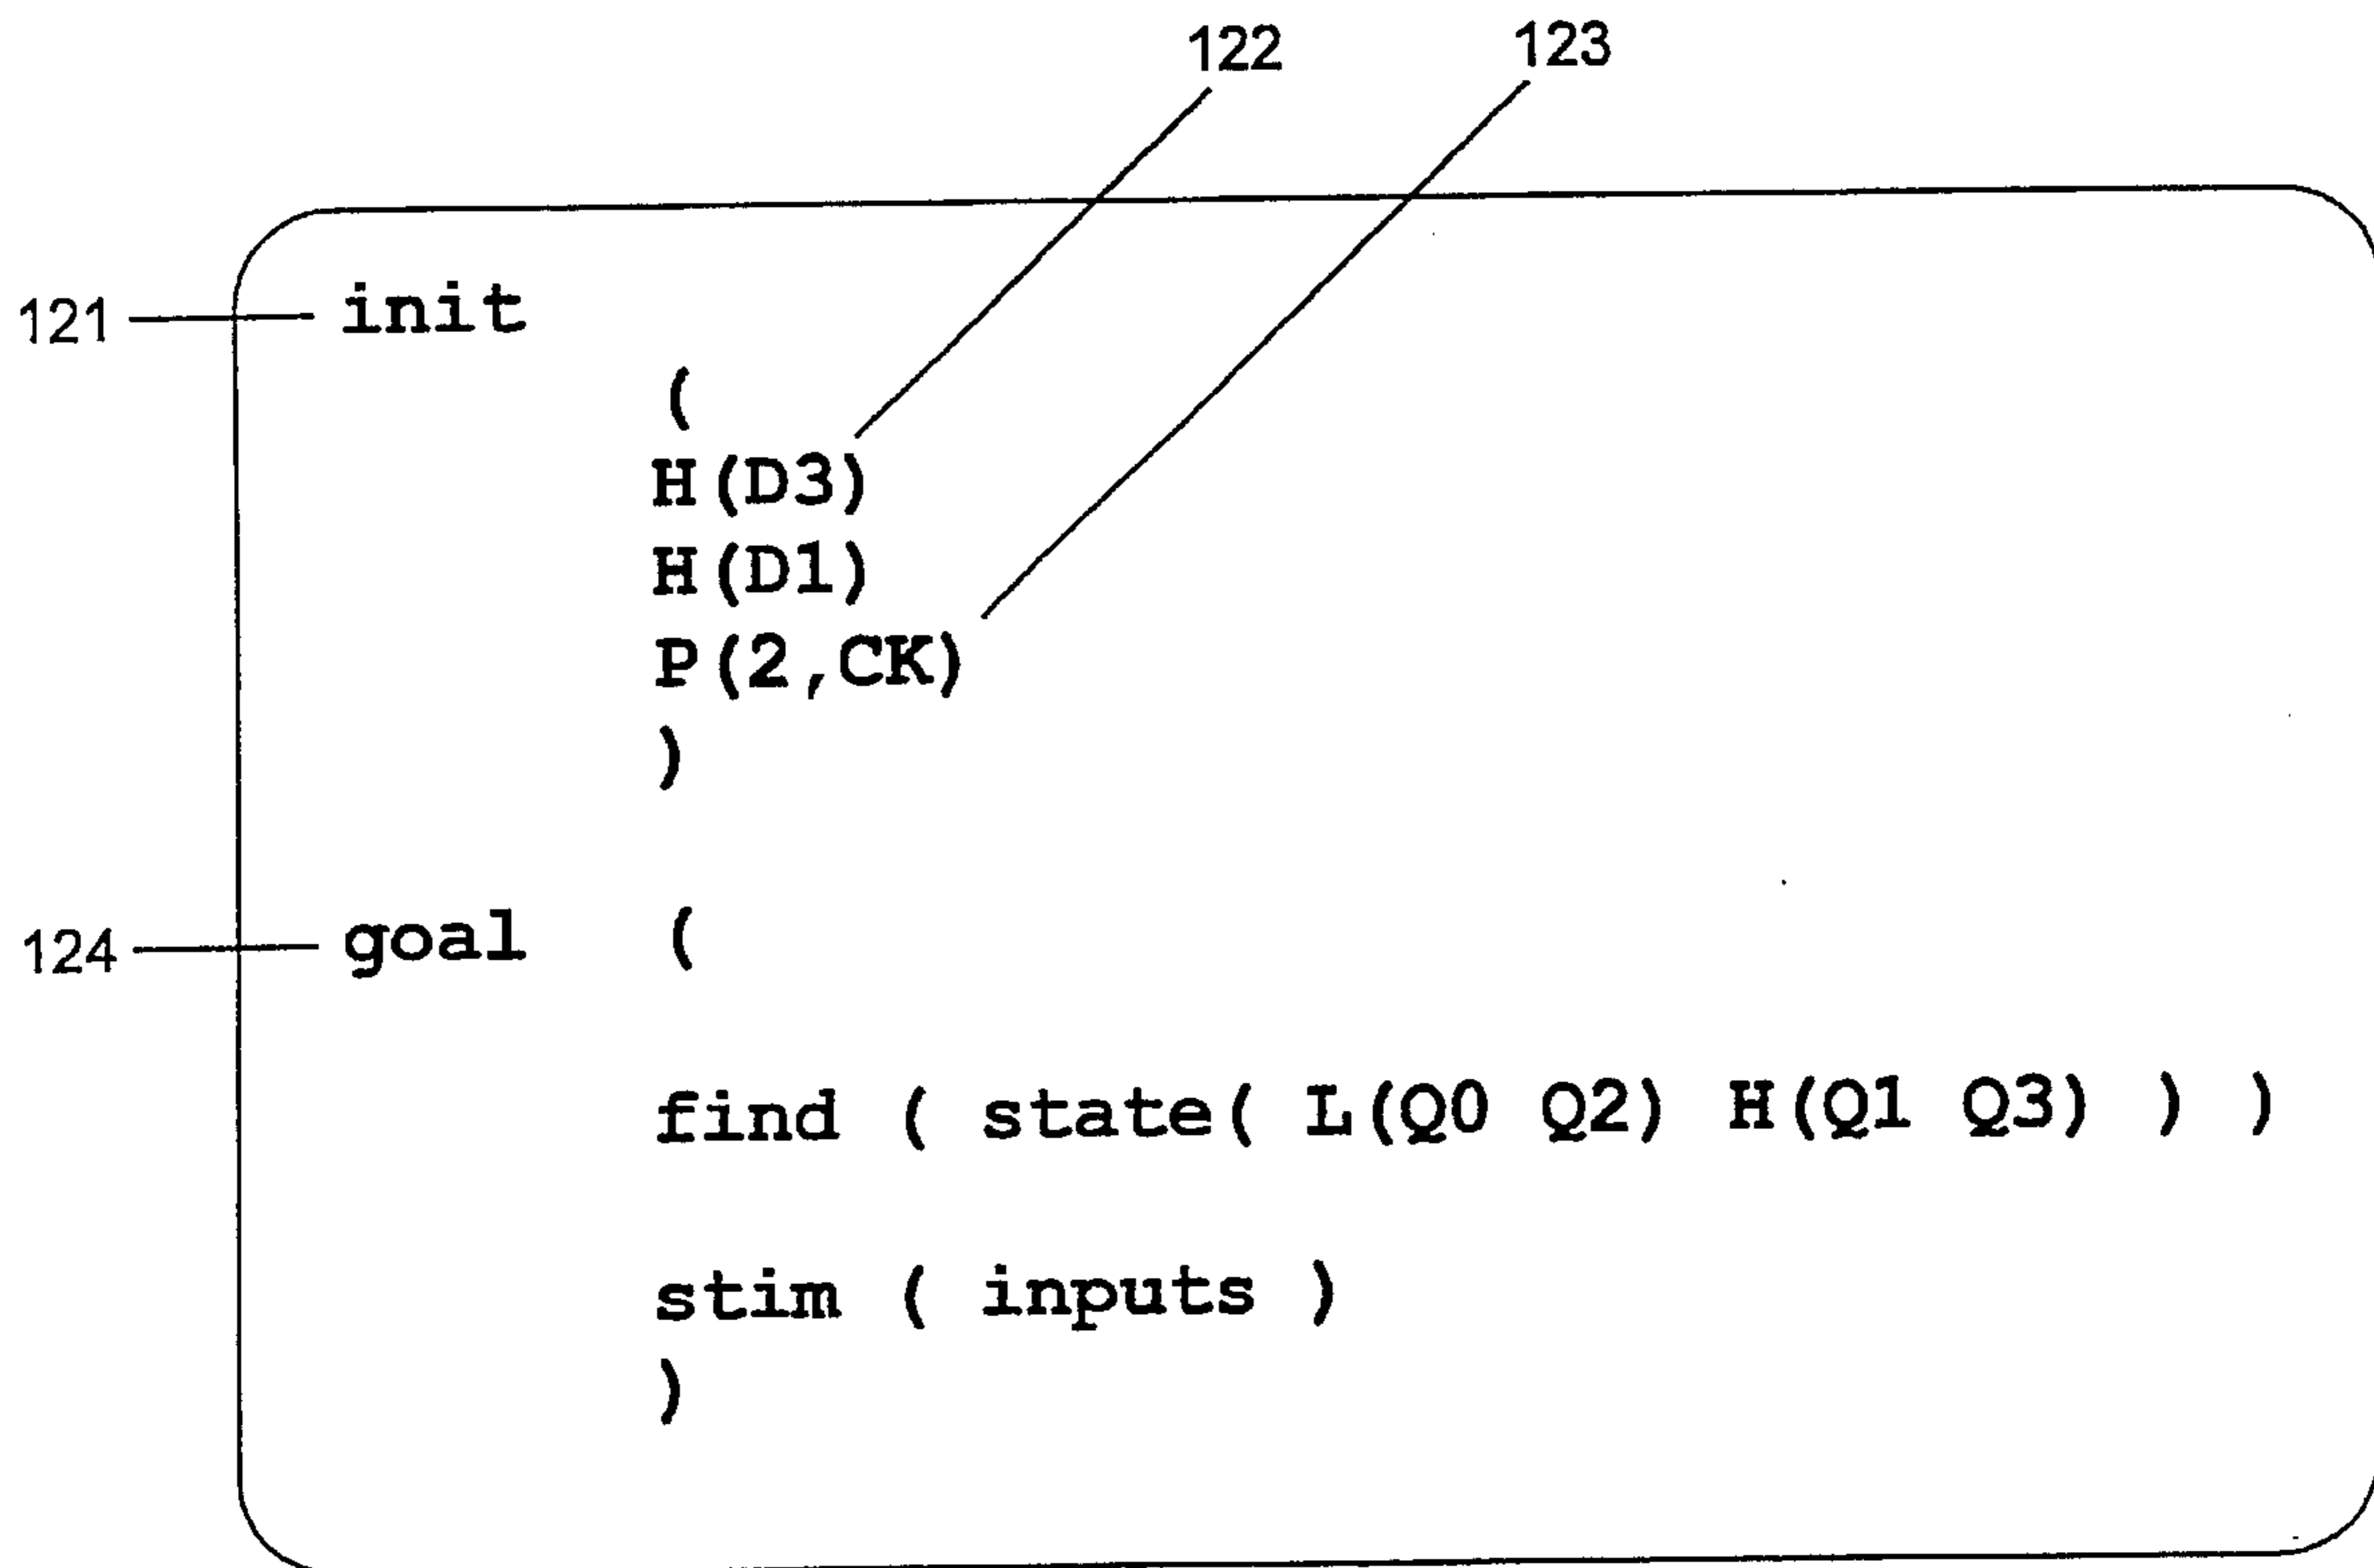 122 123
121 init
(
H(D3)
H(D1)
P(2,CK)
)
124 goal (
find ( state( L(Q0 Q2) H(Q1 Q3) ) )
stim ( inputs )
)